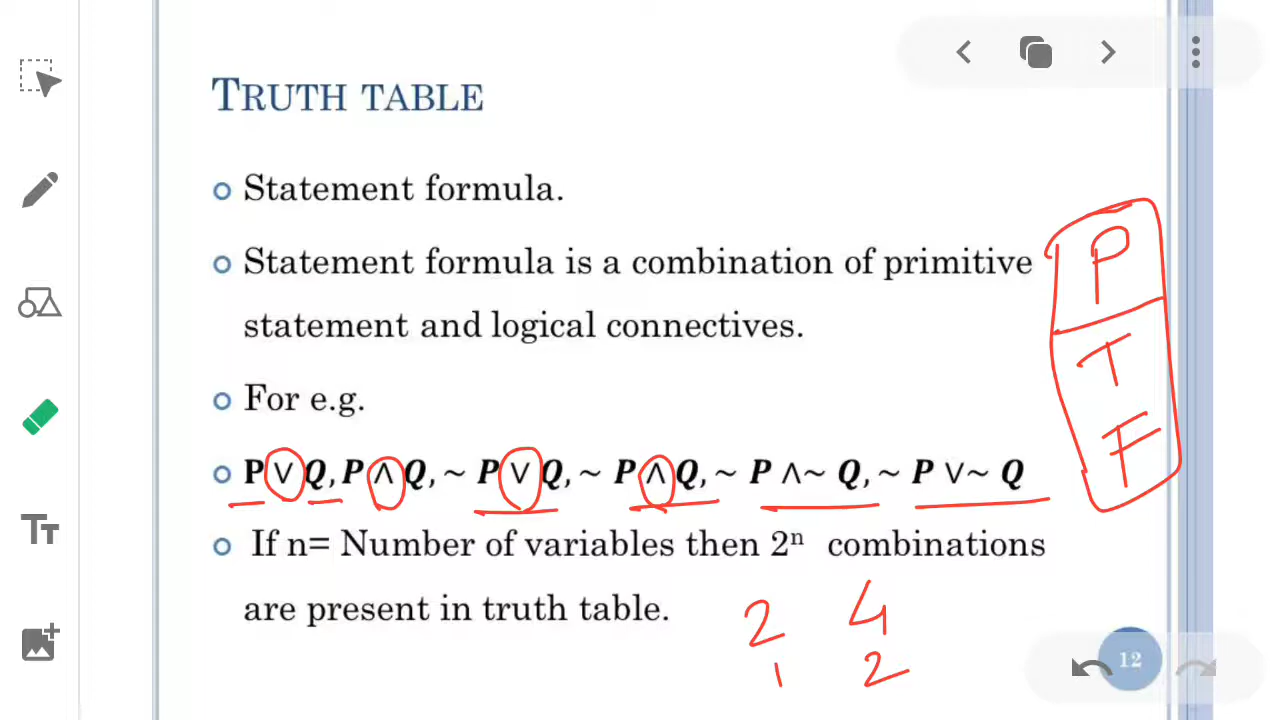 TRUTH TABLE
Statement formula.
Statement formula is a combination of primitive
statement and logical connectives.
For e.g.
P ∨ Q, P ∧ Q, ~ P ∨ Q, ~ P ∧ Q, ~ P ∧~ Q, ~ P ∨~ Q
If n= Number of variables then 2ⁿ combinations
are present in truth table.
2 4
1 2
P
T
F
12
Tт